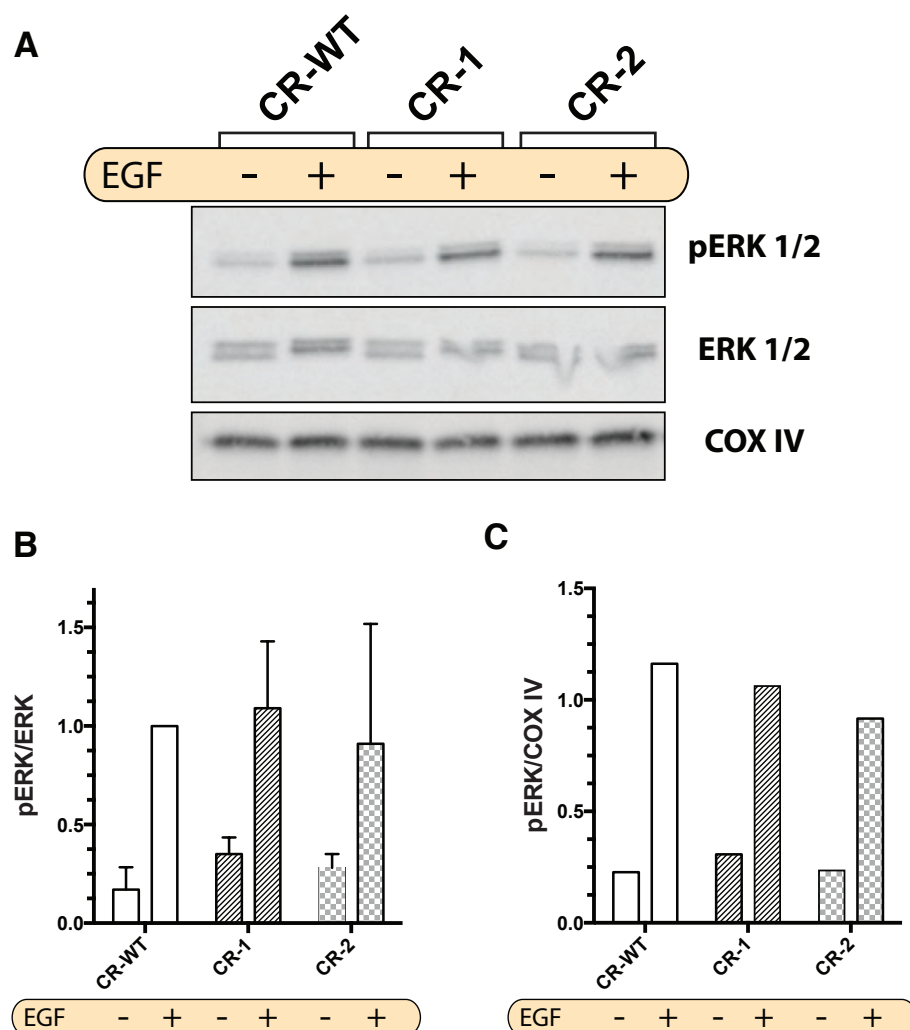 A
CR-WT CR-1 CR-2
EGF - + - + - +
pERK 1/2
ERK 1/2
COX IV
B
pERK/ERK
1.5
1.0
0.5
0.0
CR-WT CR-1 CR-2
EGF - + - + - +
C
pERK/COX IV
1.5
1.0
0.5
0.0
CR-WT CR-1 CR-2
EGF - + - + - +